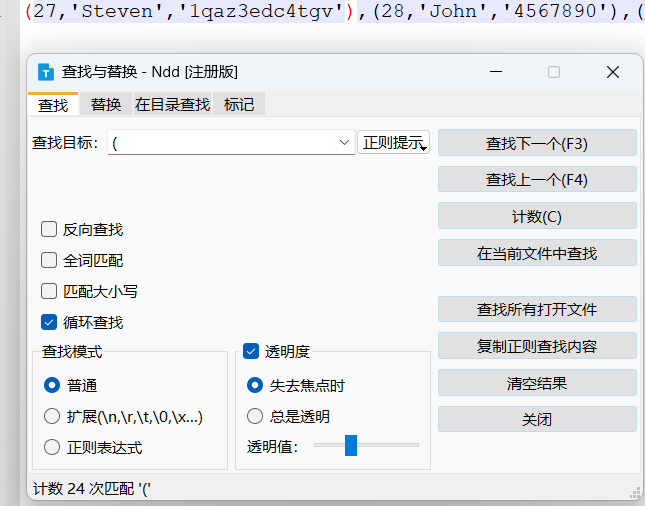 (27,'Steven','1qaz3edc4tgv'),(28,'John','4567890'),(
查找与替换 - Ndd [注册版]
查找 替换 在目录查找 标记
查找目标: ( 正则提示 查找下一个(F3)
查找上一个(F4)
计数(C)
反向查找
全词匹配 在当前文件中查找
匹配大小写
循环查找 查找所有打开文件
查找模式 透明度 复制正则查找内容
普通 失去焦点时 清空结果
扩展(\n,\r,\t,\0,\x...) 总是透明 关闭
正则表达式 透明值:
计数 24 次匹配 '('